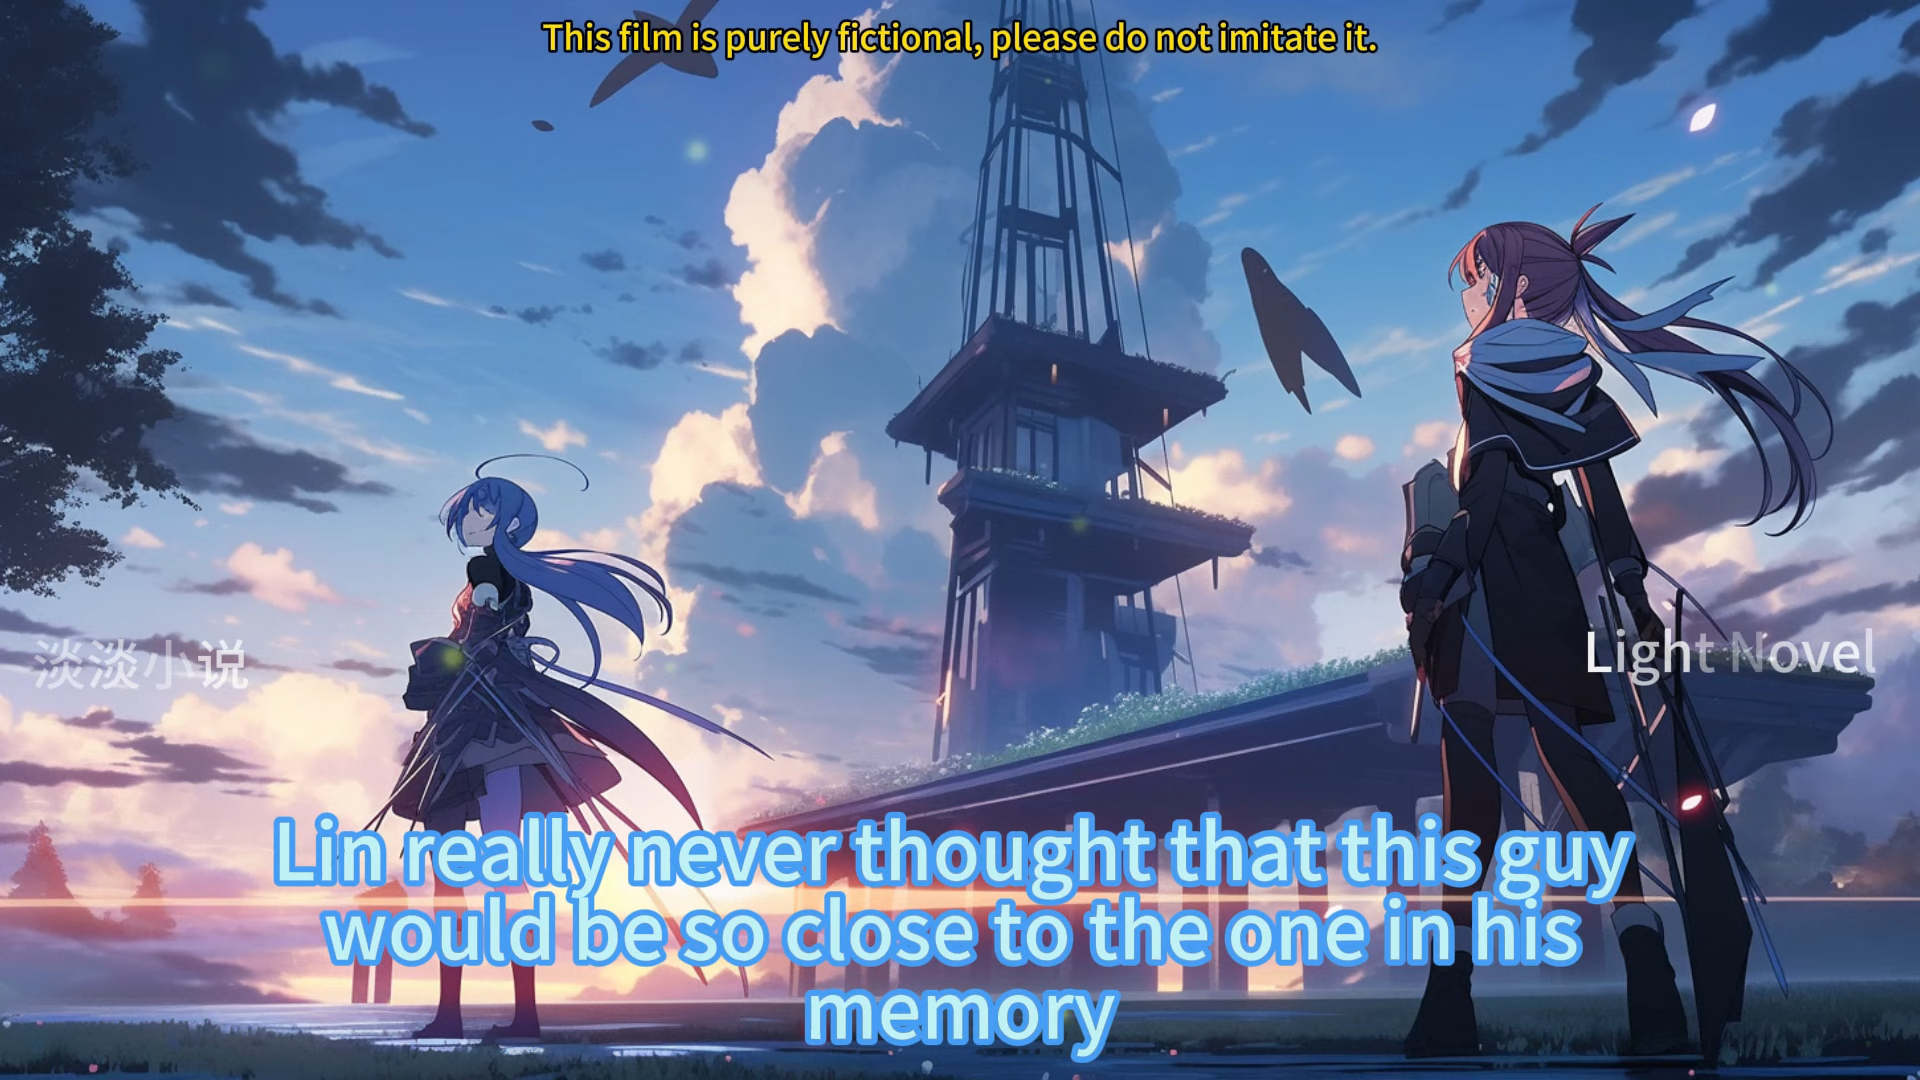 This film is purely fictional, please do not imitate it.
淡淡小说
Light Novel
Lin really never thought that this guy
would be so close to the one in his
memory